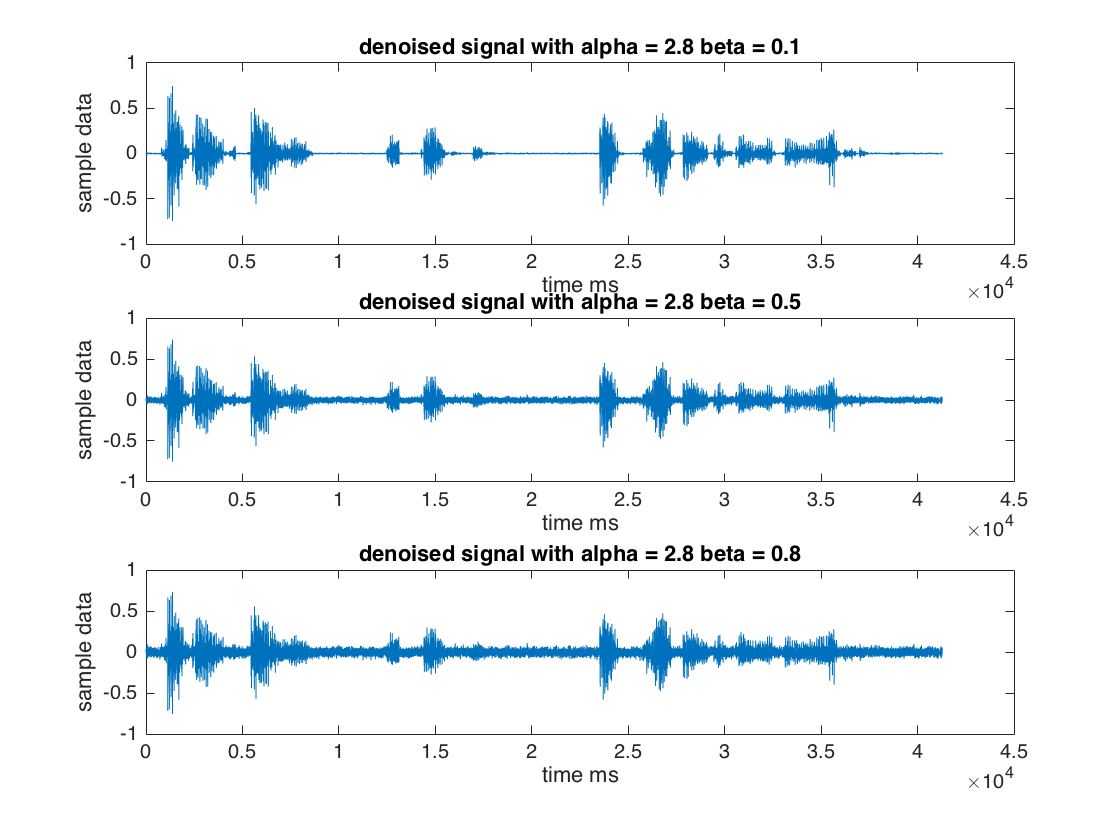 denoised signal with alpha = 2.8 beta = 0.1
sample data
1
0.5
0
-0.5
-1
0 0.5 1 1.5 2 2.5 3 3.5 4 4.5
time ms
×10⁴
denoised signal with alpha = 2.8 beta = 0.5
sample data
1
0.5
0
-0.5
-1
0 0.5 1 1.5 2 2.5 3 3.5 4 4.5
time ms
×10⁴
denoised signal with alpha = 2.8 beta = 0.8
sample data
1
0.5
0
-0.5
-1
0 0.5 1 1.5 2 2.5 3 3.5 4 4.5
time ms
×10⁴